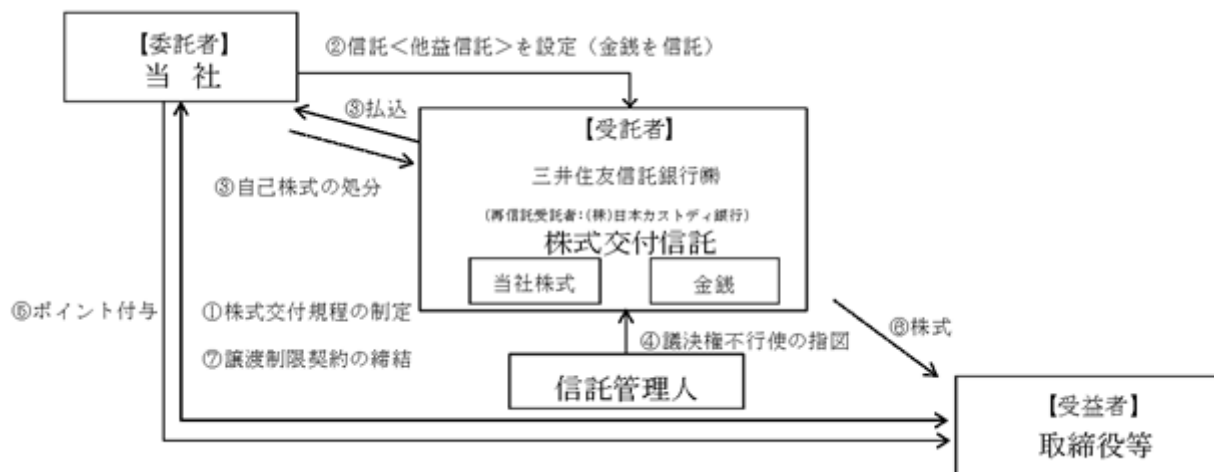 【委託者】
当 社
②信託＜他益信託＞を設定（金銭を信託）
③払込
③自己株式の処分
【受託者】
三井住友信託銀行㈱
(再信託受託者:(株)日本カストディ銀行)
株式交付信託
当社株式
金銭
⑤ポイント付与
①株式交付規程の制定
⑦譲渡制限契約の締結
④議決権不行使の指図
⑥株式
信託管理人
【受益者】
取締役等